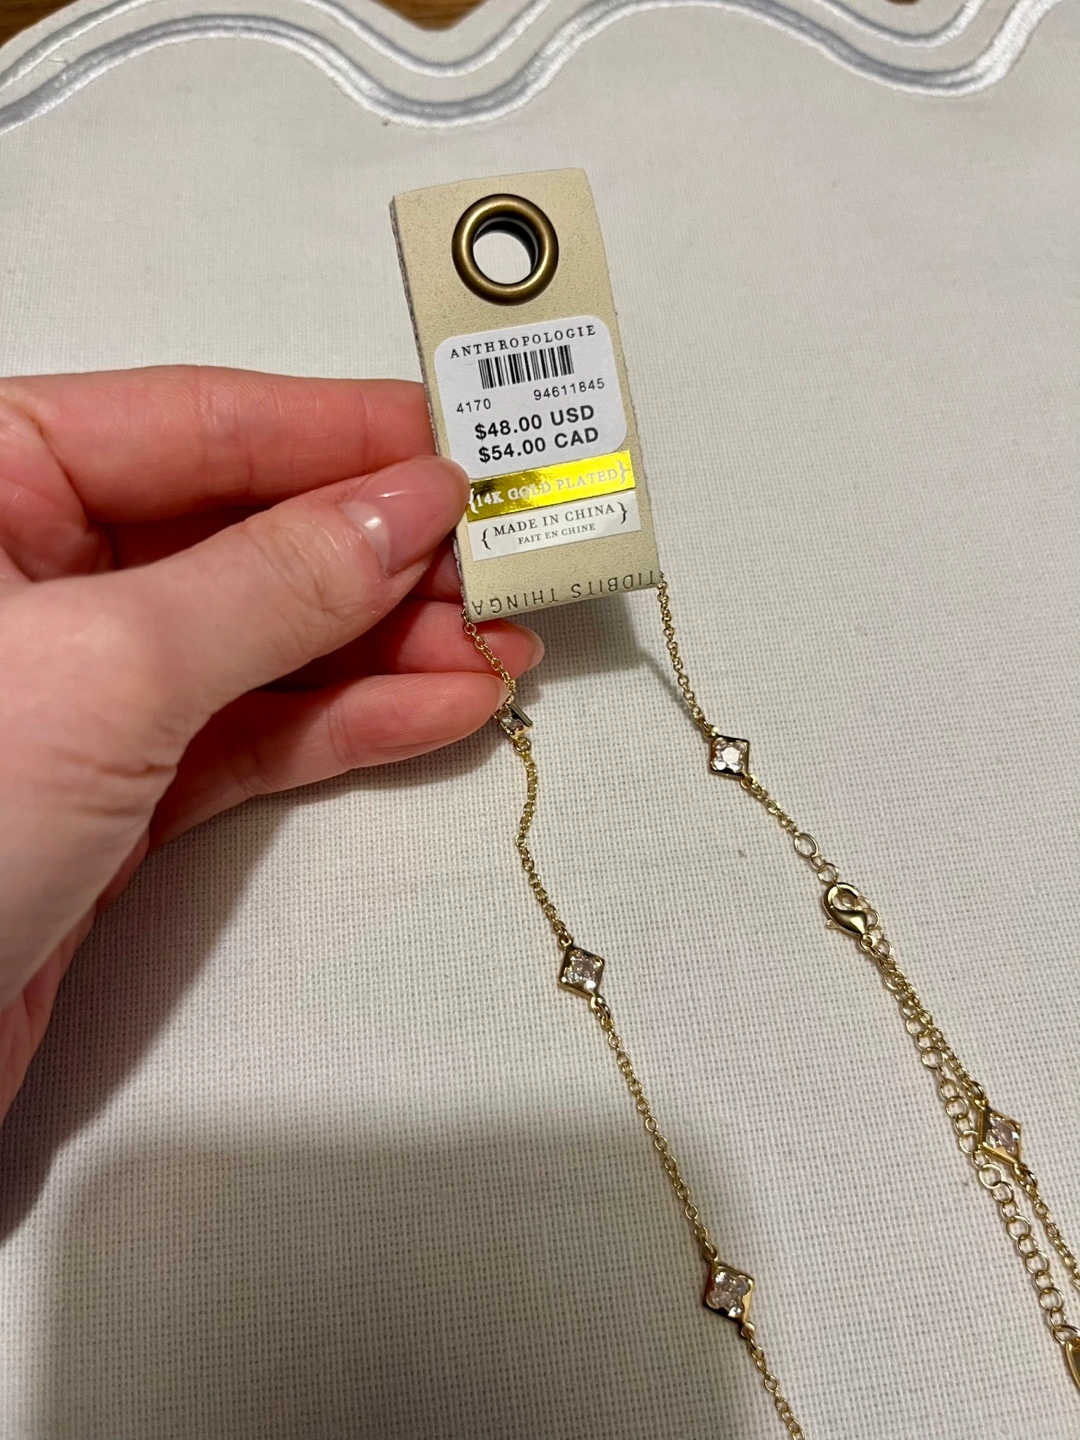 ANTHROPOLOGIE
4170 94611845
$48.00 USD
$54.00 CAD
{14K GOLD PLATED}
{ MADE IN CHINA }
FAIT EN CHINE
TIDBITS THINGA